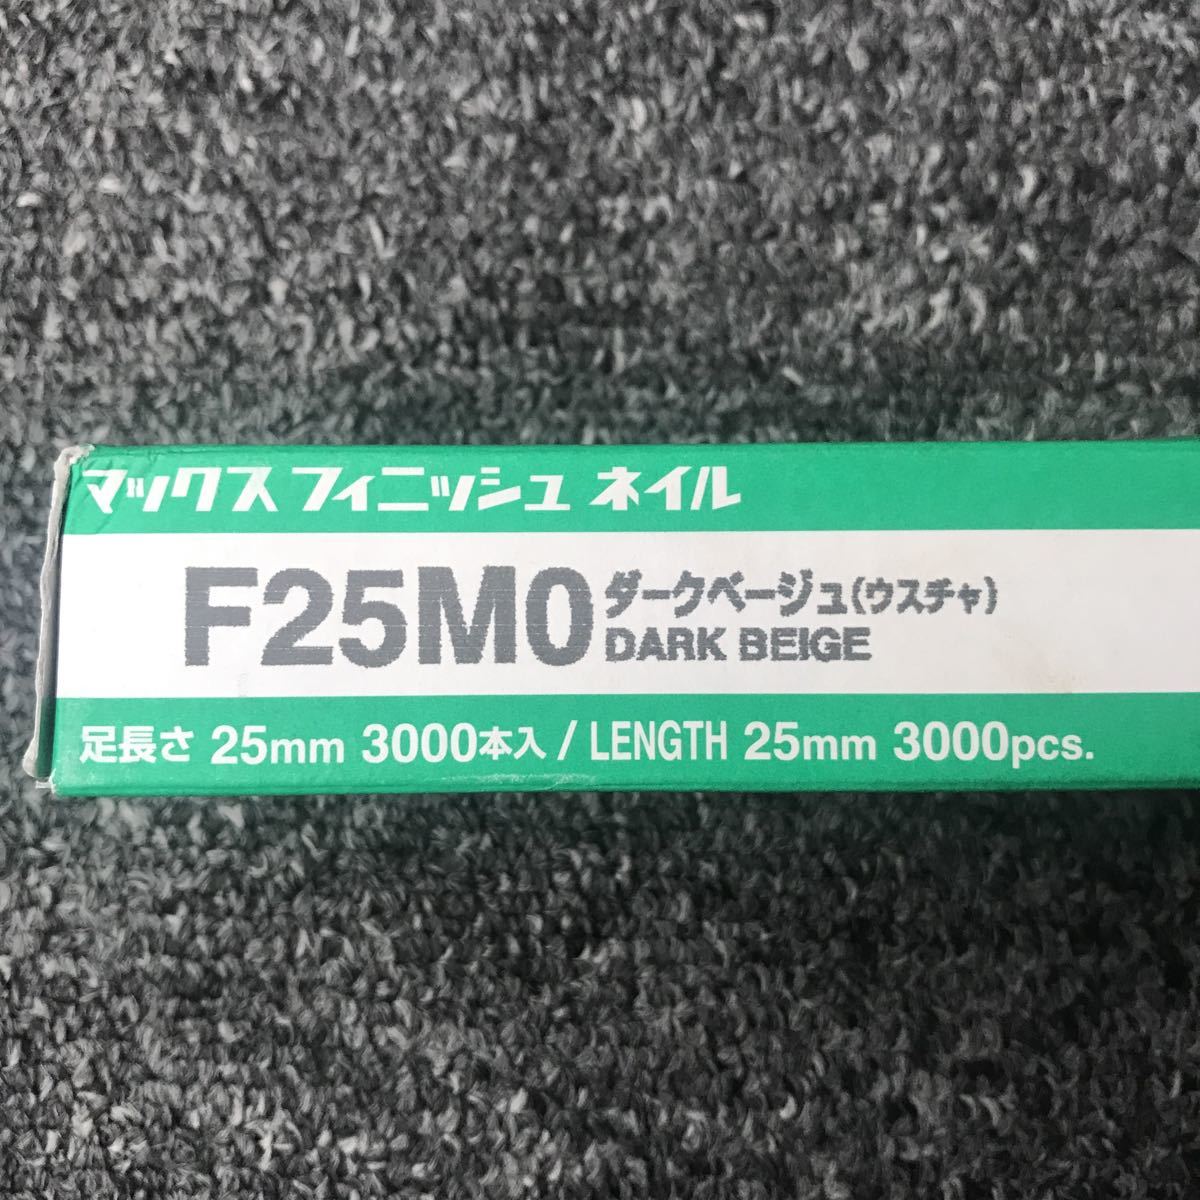 マックス フィニッシュ ネイル
F25M0 ダークベージュ(ウスチャ)
DARK BEIGE
足長さ 25mm 3000本入 / LENGTH 25mm 3000pcs.